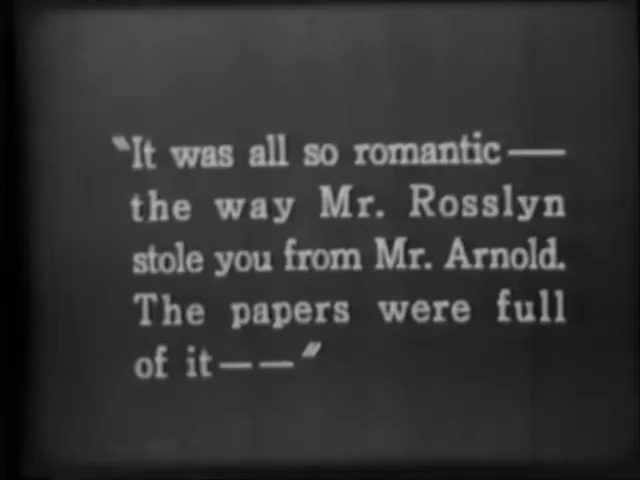 "It was all so romantic—
the way Mr. Rosslyn
stole you from Mr. Arnold.
The papers were full
of it——"